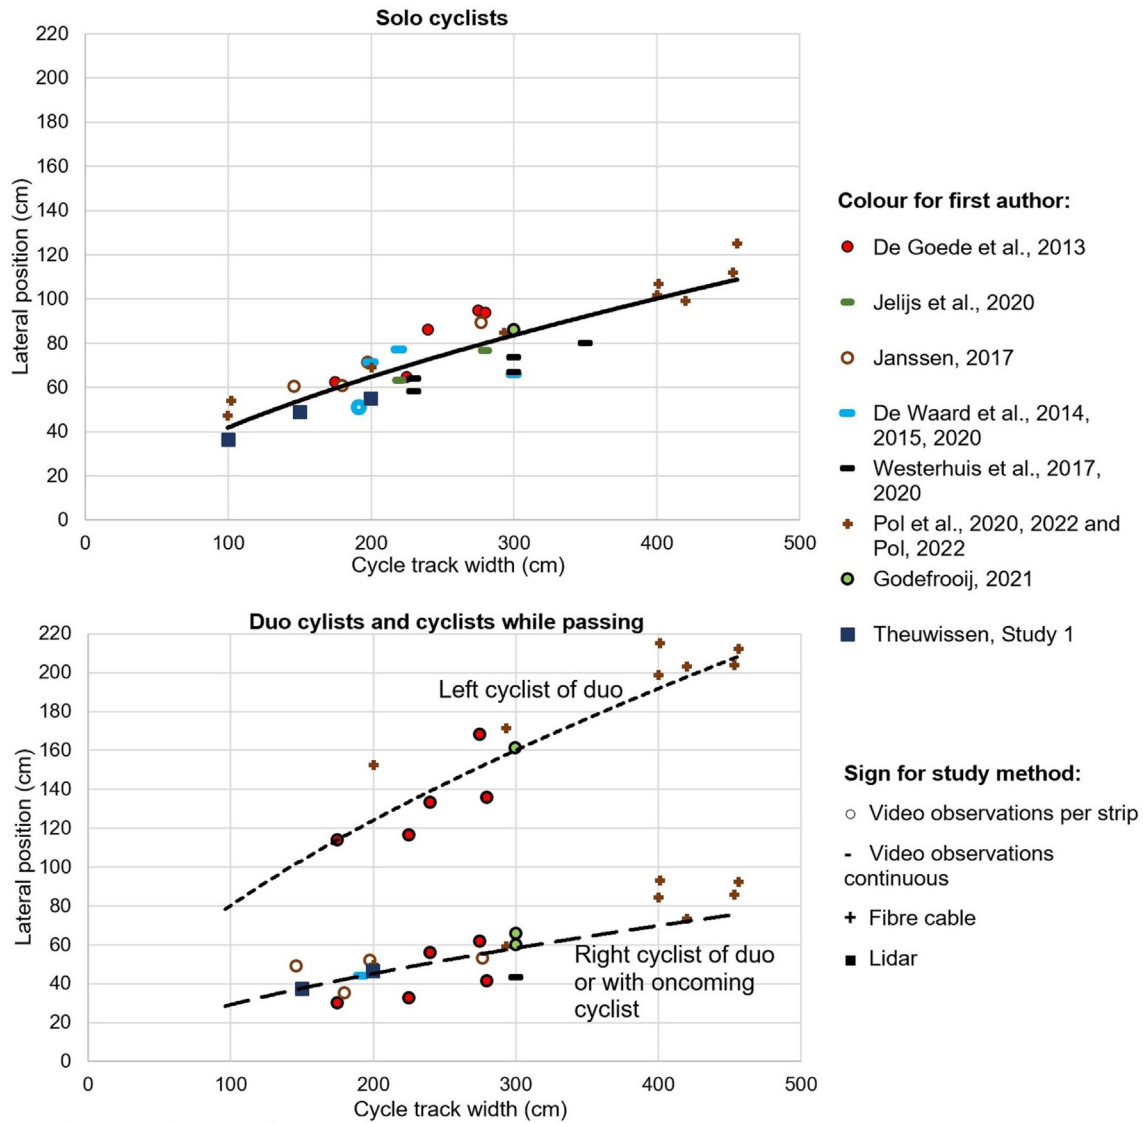 Solo cyclists
220
200
180
160
140
120
100
80
60
40
20
0
Lateral position (cm)
0 100 200 300 400 500
Cycle track width (cm)
Colour for first author:
De Goede et al., 2013
Jelijs et al., 2020
Janssen, 2017
De Waard et al., 2014,
2015, 2020
Westerhuis et al., 2017,
2020
Pol et al., 2020, 2022 and
Pol, 2022
Godefrooij, 2021
Theuwissen, Study 1
Duo cylists and cyclists while passing
220
200
180
160
140
120
100
80
60
40
20
0
Lateral position (cm)
Left cyclist of duo
Right cyclist of duo
or with oncoming
cyclist
0 100 200 300 400 500
Cycle track width (cm)
Sign for study method:
Video observations per strip
Video observations
continuous
Fibre cable
Lidar